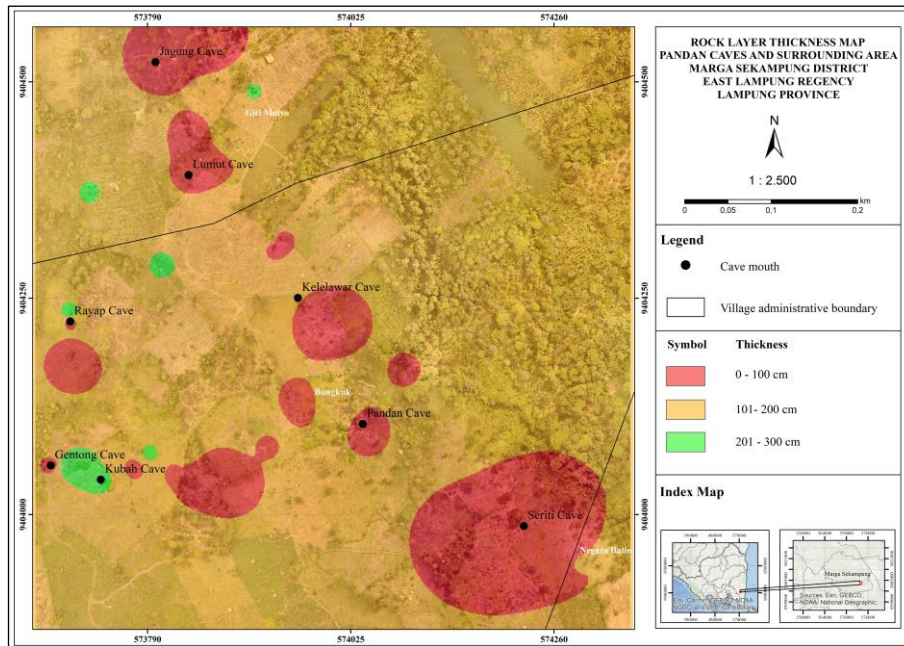 573790 574025 574260
ROCK LAYER THICKNESS MAP
PANDAN CAVES AND SURROUNDING AREA
MARGA SEKAMPUNG DISTRICT
EAST LAMPUNG REGENCY
LAMPUNG PROVINCE
N
1 : 2.500
0 0,05 0,1 0,2
km
Legend
Cave mouth
Village administrative boundary
Symbol Thickness
0 - 100 cm
101- 200 cm
201 - 300 cm
Index Map
Marga Sekampung
Sources: Esri, GEBCO,
NOAA, National Geographic,
Jagung Cave
Giri Mulyo
Lumut Cave
Kelelawar Cave
Rayap Cave
Bungkuk
Pandan Cave
Gentong Cave
Kubah Cave
Seriti Cave
Negara Batin
9404500
9404250
9404000
9404500
9404250
9404000
573790 574025 574260